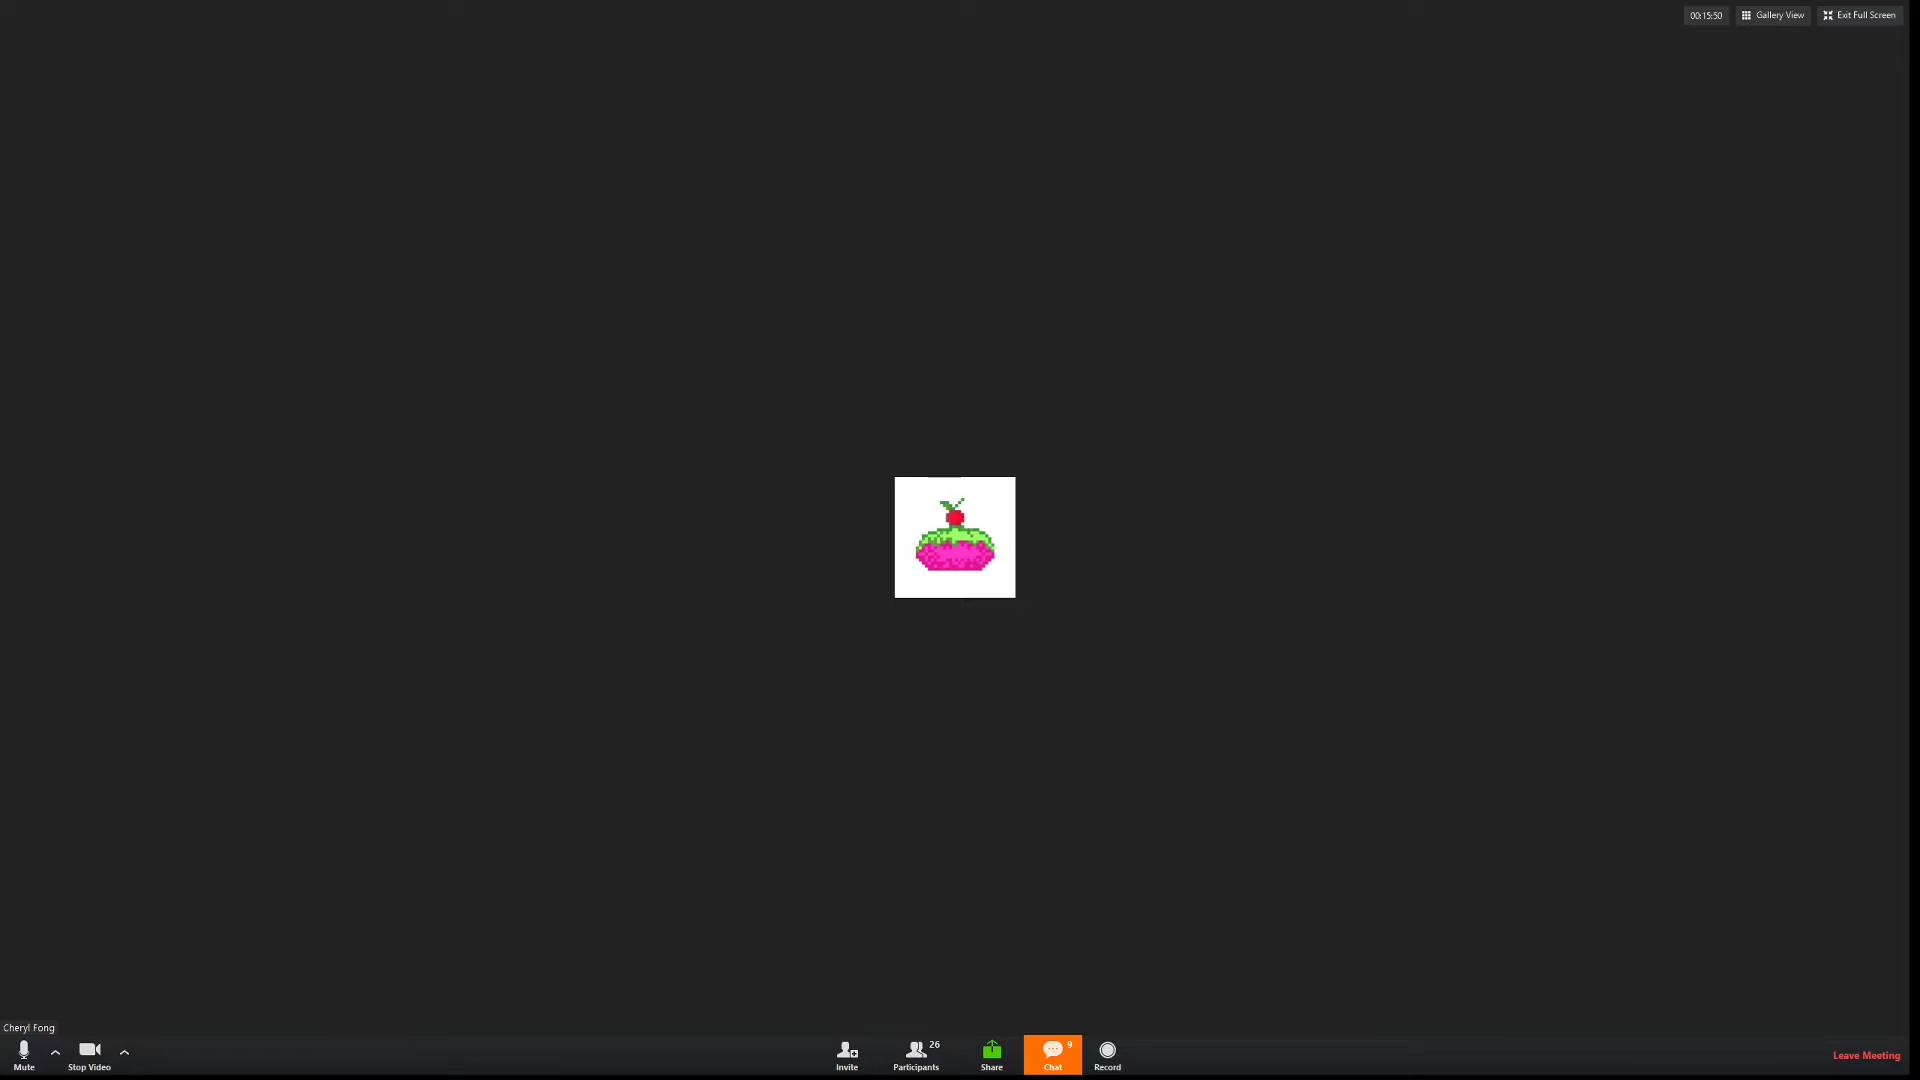 00:15:50 Gallery View Exit Full Screen
Cheryl Fong
Mute Stop Video Invite Participants 26 Share Chat 9 Record Leave Meeting